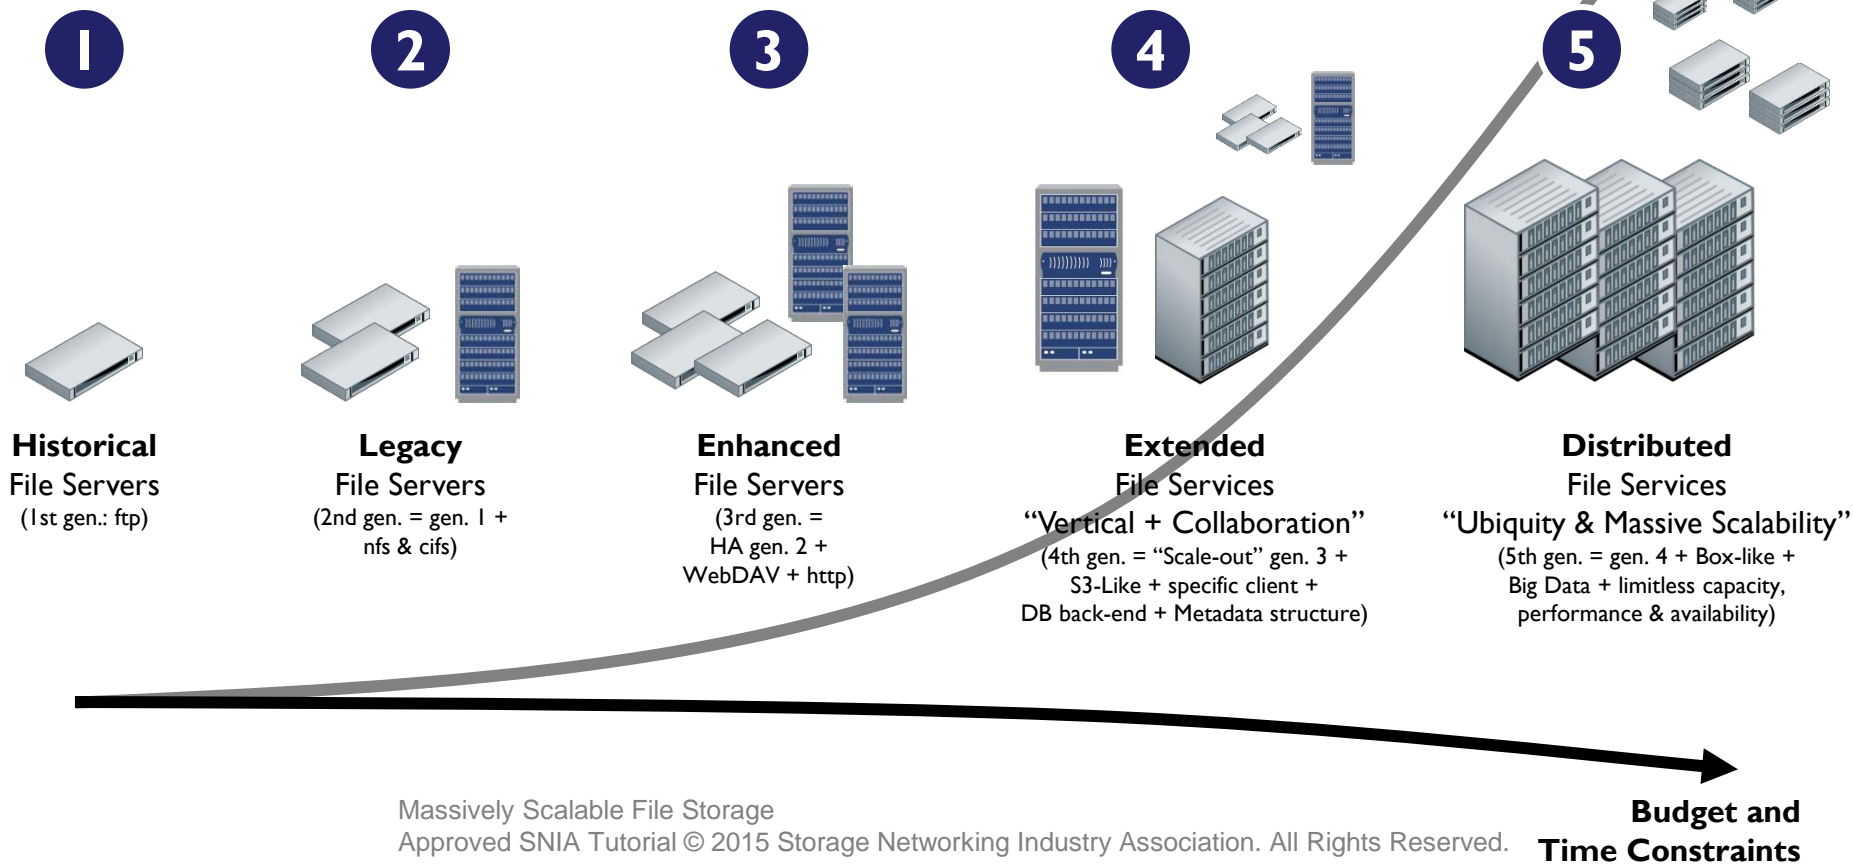 1
2
3
4
5
Historical
File Servers
(1st gen.: ftp)
Legacy
File Servers
(2nd gen. = gen. 1 +
nfs & cifs)
Enhanced
File Servers
(3rd gen. =
HA gen. 2 +
WebDAV + http)
Extended
File Services
“Vertical + Collaboration”
(4th gen. = “Scale-out” gen. 3 +
S3-Like + specific client +
DB back-end + Metadata structure)
Distributed
File Services
“Ubiquity & Massive Scalability”
(5th gen. = gen. 4 + Box-like +
Big Data + limitless capacity,
performance & availability)
Budget and
Time Constraints
Massively Scalable File Storage
Approved SNIA Tutorial © 2015 Storage Networking Industry Association. All Rights Reserved.